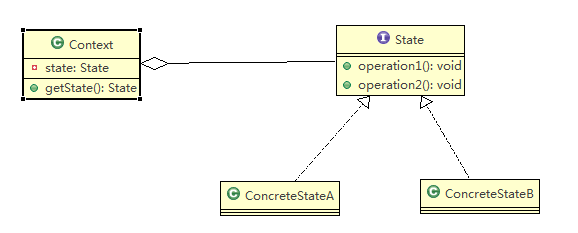 Context
state: State
getState(): State
State
operation1(): void
operation2(): void
ConcreteStateA
ConcreteStateB